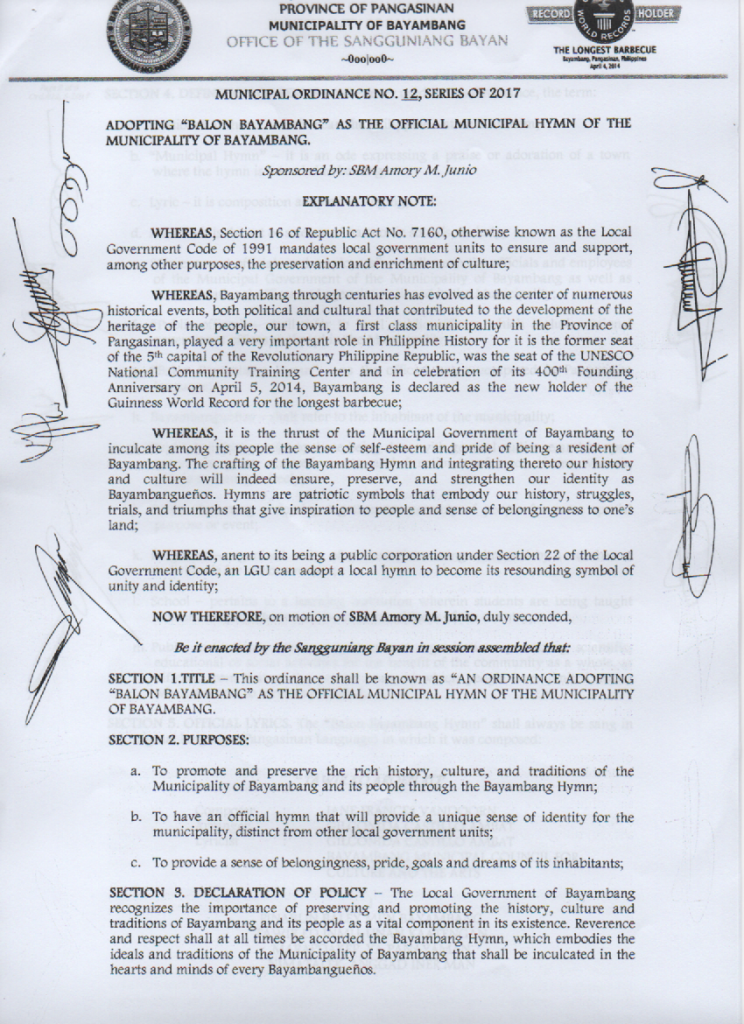 PROVINCE OF PANGASINAN
MUNICIPALITY OF BAYAMBANG
OFFICE OF THE SANGGUNIANG BAYAN
~0oo|oo0~
RECORD HOLDER
WORLD RECORDS
THE LONGEST BARBECUE
Bayambang, Pangasinan, Philippines
April 4, 2014
MUNICIPAL ORDINANCE NO. 12, SERIES OF 2017
ADOPTING “BALON BAYAMBANG” AS THE OFFICIAL MUNICIPAL HYMN OF THE
MUNICIPALITY OF BAYAMBANG.
Sponsored by: SBM Amory M. Junio
EXPLANATORY NOTE:
WHEREAS, Section 16 of Republic Act No. 7160, otherwise known as the Local
Government Code of 1991 mandates local government units to ensure and support,
among other purposes, the preservation and enrichment of culture;
WHEREAS, Bayambang through centuries has evolved as the center of numerous
historical events, both political and cultural that contributed to the development of the
heritage of the people, our town, a first class municipality in the Province of
Pangasinan, played a very important role in Philippine History for it is the former seat
of the 5th capital of the Revolutionary Philippine Republic, was the seat of the UNESCO
National Community Training Center and in celebration of its 400th Founding
Anniversary on April 5, 2014, Bayambang is declared as the new holder of the
Guinness World Record for the longest barbecue;
WHEREAS, it is the thrust of the Municipal Government of Bayambang to
inculcate among its people the sense of self-esteem and pride of being a resident of
Bayambang. The crafting of the Bayambang Hymn and integrating thereto our history
and culture will indeed ensure, preserve, and strengthen our identity as
Bayambangueños. Hymns are patriotic symbols that embody our history, struggles,
trials, and triumphs that give inspiration to people and sense of belongingness to one’s
land;
WHEREAS, anent to its being a public corporation under Section 22 of the Local
Government Code, an LGU can adopt a local hymn to become its resounding symbol of
unity and identity;
NOW THEREFORE, on motion of SBM Amory M. Junio, duly seconded,
Be it enacted by the Sangguniang Bayan in session assembled that:
SECTION 1.TITLE – This ordinance shall be known as “AN ORDINANCE ADOPTING
“BALON BAYAMBANG” AS THE OFFICIAL MUNICIPAL HYMN OF THE MUNICIPALITY
OF BAYAMBANG.
SECTION 2. PURPOSES:
a. To promote and preserve the rich history, culture, and traditions of the
Municipality of Bayambang and its people through the Bayambang Hymn;
b. To have an official hymn that will provide a unique sense of identity for the
municipality, distinct from other local government units;
c. To provide a sense of belongingness, pride, goals and dreams of its inhabitants;
SECTION 3. DECLARATION OF POLICY – The Local Government of Bayambang
recognizes the importance of preserving and promoting the history, culture and
traditions of Bayambang and its people as a vital component in its existence. Reverence
and respect shall at all times be accorded the Bayambang Hymn, which embodies the
ideals and traditions of the Municipality of Bayambang that shall be inculcated in the
hearts and minds of every Bayambangueños.